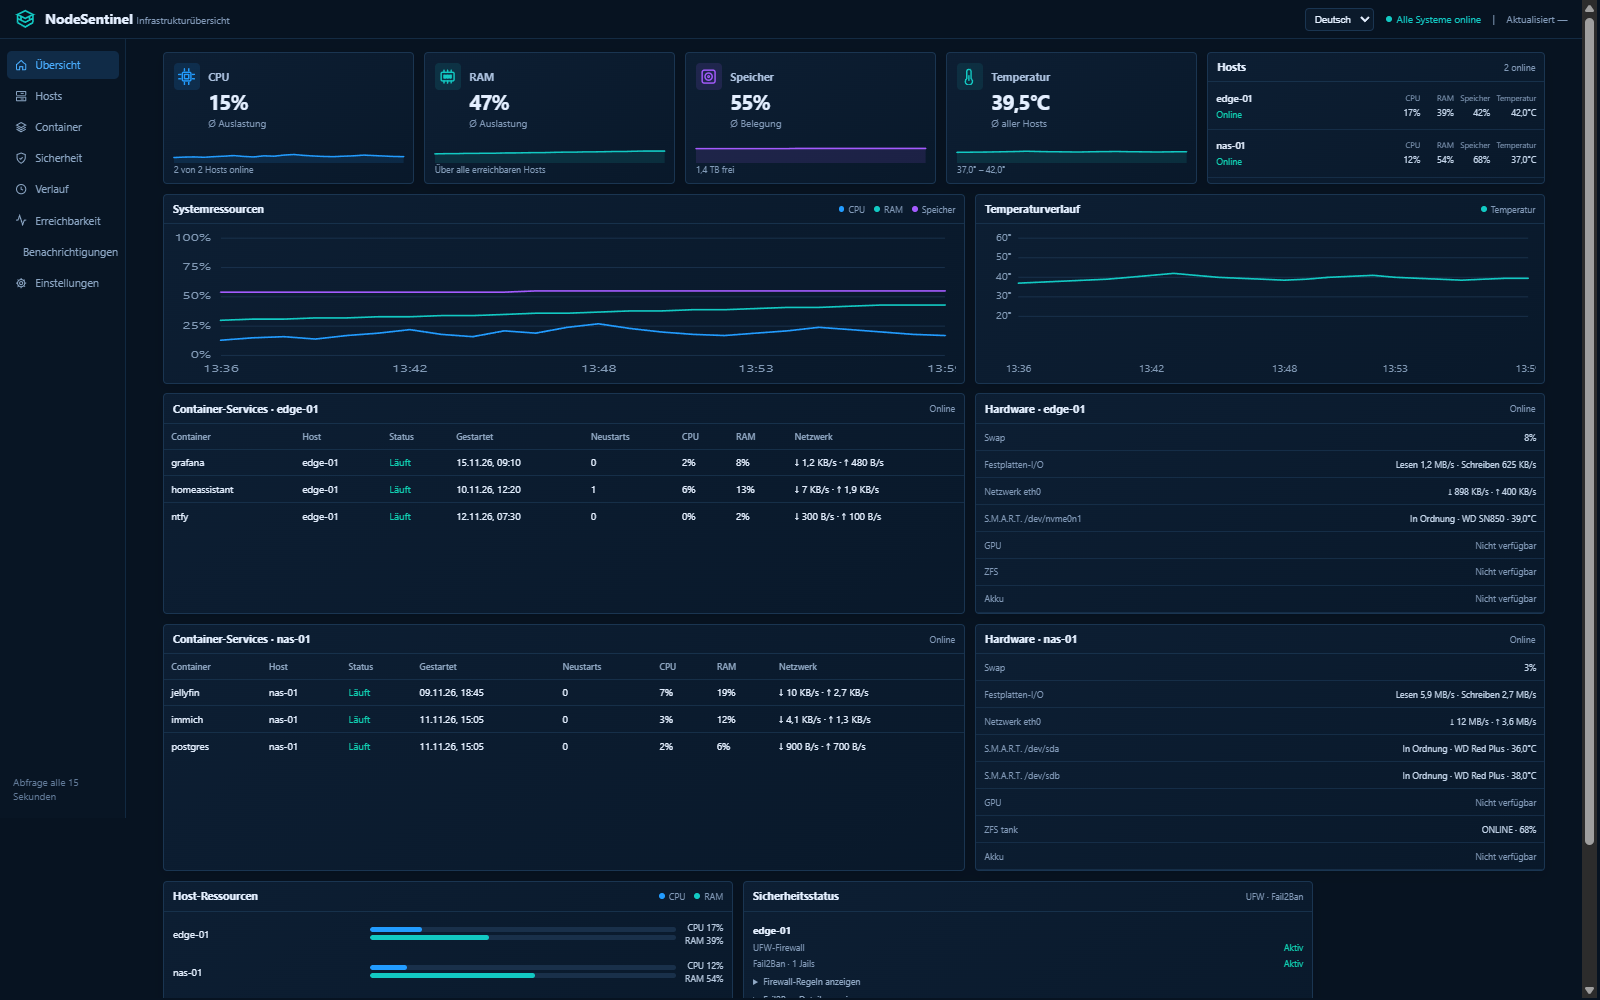 NodeSentinel Infrastrukturübersicht
Deutsch
Alle Systeme online | Aktualisiert —
Übersicht
Hosts
Container
Sicherheit
Verlauf
Erreichbarkeit
Benachrichtigungen
Einstellungen
Abfrage alle 15
Sekunden
CPU
15%
Ø Auslastung
2 von 2 Hosts online
RAM
47%
Ø Auslastung
Über alle erreichbaren Hosts
Speicher
55%
Ø Belegung
1,4 TB frei
Temperatur
39,5°C
Ø aller Hosts
37,0° – 42,0°
Hosts 2 online
edge-01 CPU RAM Speicher Temperatur
Online 17% 39% 42% 42,0°C
nas-01 CPU RAM Speicher Temperatur
Online 12% 54% 68% 37,0°C
Systemressourcen CPU RAM Speicher
100%
75%
50%
25%
0%
13:36 13:42 13:48 13:53
Temperaturverlauf Temperatur
60°
50°
40°
30°
20°
13:36 13:42 13:48 13:53
Container-Services · edge-01 Online
Container Host Status Gestartet Neustarts CPU RAM Netzwerk
grafana edge-01 Läuft 15.11.26, 09:10 0 2% 8% ↓ 1,2 KB/s · ↑ 480 B/s
homeassistant edge-01 Läuft 10.11.26, 12:20 1 6% 13% ↓ 7 KB/s · ↑ 1,9 KB/s
ntfy edge-01 Läuft 12.11.26, 07:30 0 0% 2% ↓ 300 B/s · ↑ 100 B/s
Hardware · edge-01 Online
Swap 8%
Festplatten-I/O Lesen 1,2 MB/s · Schreiben 625 KB/s
Netzwerk eth0 ↓ 898 KB/s · ↑ 400 KB/s
S.M.A.R.T. /dev/nvme0n1 In Ordnung · WD SN850 · 39,0°C
GPU Nicht verfügbar
ZFS Nicht verfügbar
Akku Nicht verfügbar
Container-Services · nas-01 Online
Container Host Status Gestartet Neustarts CPU RAM Netzwerk
jellyfin nas-01 Läuft 09.11.26, 18:45 0 7% 19% ↓ 10 KB/s · ↑ 2,7 KB/s
immich nas-01 Läuft 11.11.26, 15:05 0 3% 12% ↓ 4,1 KB/s · ↑ 1,3 KB/s
postgres nas-01 Läuft 11.11.26, 15:05 0 2% 6% ↓ 900 B/s · ↑ 700 B/s
Hardware · nas-01 Online
Swap 3%
Festplatten-I/O Lesen 5,9 MB/s · Schreiben 2,7 MB/s
Netzwerk eth0 ↓ 12 MB/s · ↑ 3,6 MB/s
S.M.A.R.T. /dev/sda In Ordnung · WD Red Plus · 36,0°C
S.M.A.R.T. /dev/sdb In Ordnung · WD Red Plus · 38,0°C
GPU Nicht verfügbar
ZFS tank ONLINE · 68%
Akku Nicht verfügbar
Host-Ressourcen CPU RAM
edge-01 CPU 17%
RAM 39%
nas-01 CPU 12%
RAM 54%
Sicherheitsstatus UFW · Fail2Ban
edge-01
UFW-Firewall Aktiv
Fail2Ban · 1 Jails Aktiv
Firewall-Regeln anzeigen